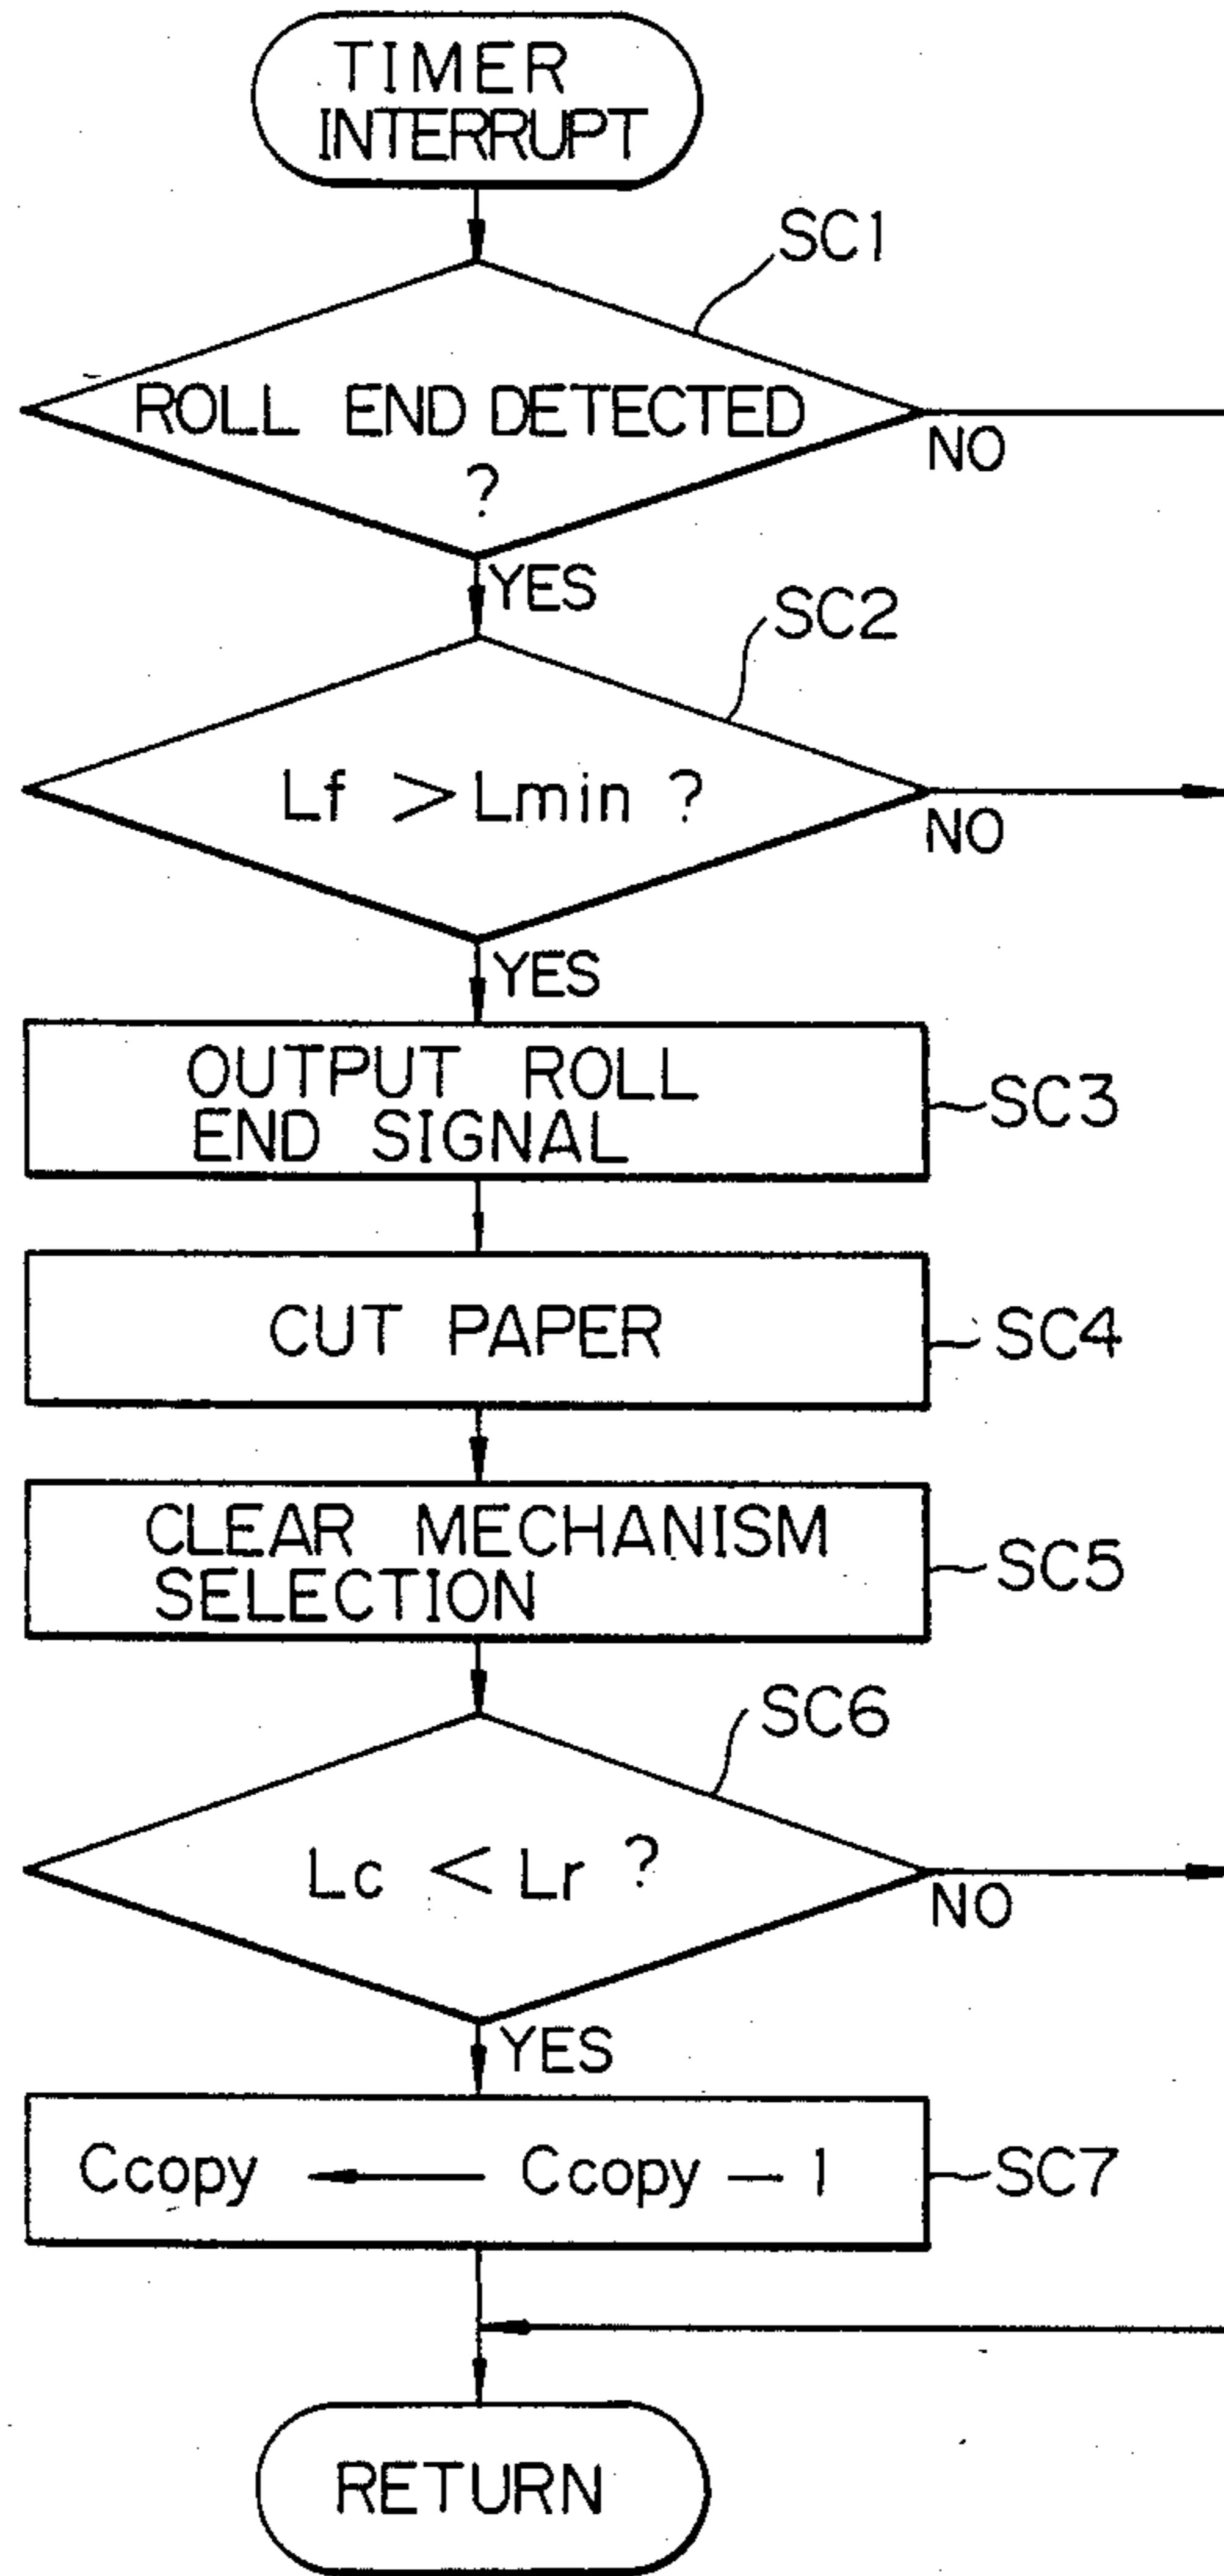 TIMER
INTERRUPT
SC1
ROLL END DETECTED
?
NO
YES
SC2
Lf > Lmin ?
NO
YES
OUTPUT ROLL
END SIGNAL
SC3
CUT PAPER
SC4
CLEAR MECHANISM
SELECTION
SC5
SC6
Lc < Lr ?
NO
YES
Ccopy ← Ccopy − 1
SC7
RETURN